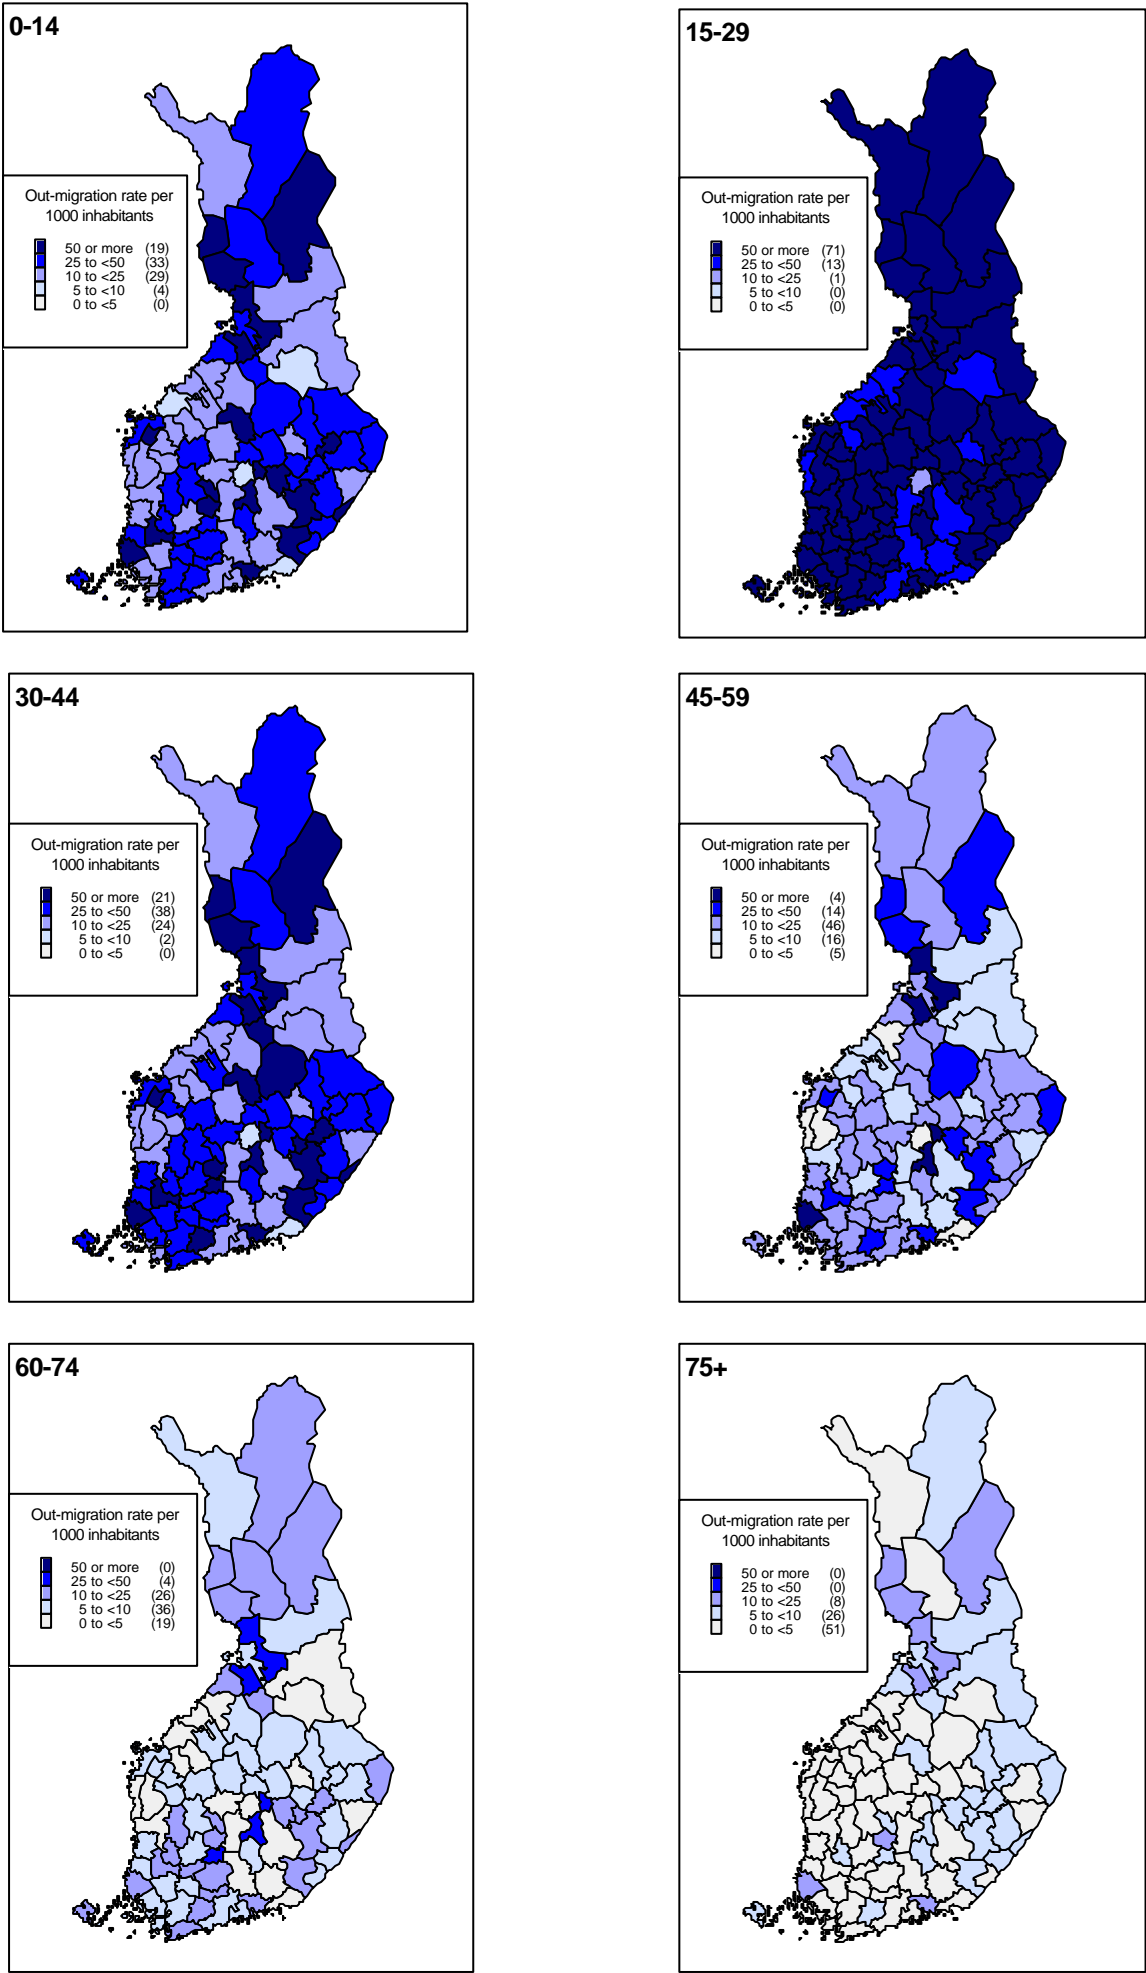 0-14
Out-migration rate per
1000 inhabitants
50 or more (19)
25 to <50 (33)
10 to <25 (29)
5 to <10 (4)
0 to <5 (0)
15-29
Out-migration rate per
1000 inhabitants
50 or more (71)
25 to <50 (13)
10 to <25 (1)
5 to <10 (0)
0 to <5 (0)
30-44
Out-migration rate per
1000 inhabitants
50 or more (21)
25 to <50 (38)
10 to <25 (24)
5 to <10 (2)
0 to <5 (0)
45-59
Out-migration rate per
1000 inhabitants
50 or more (4)
25 to <50 (14)
10 to <25 (46)
5 to <10 (16)
0 to <5 (5)
60-74
Out-migration rate per
1000 inhabitants
50 or more (0)
25 to <50 (4)
10 to <25 (26)
5 to <10 (36)
0 to <5 (19)
75+
Out-migration rate per
1000 inhabitants
50 or more (0)
25 to <50 (0)
10 to <25 (8)
5 to <10 (26)
0 to <5 (51)